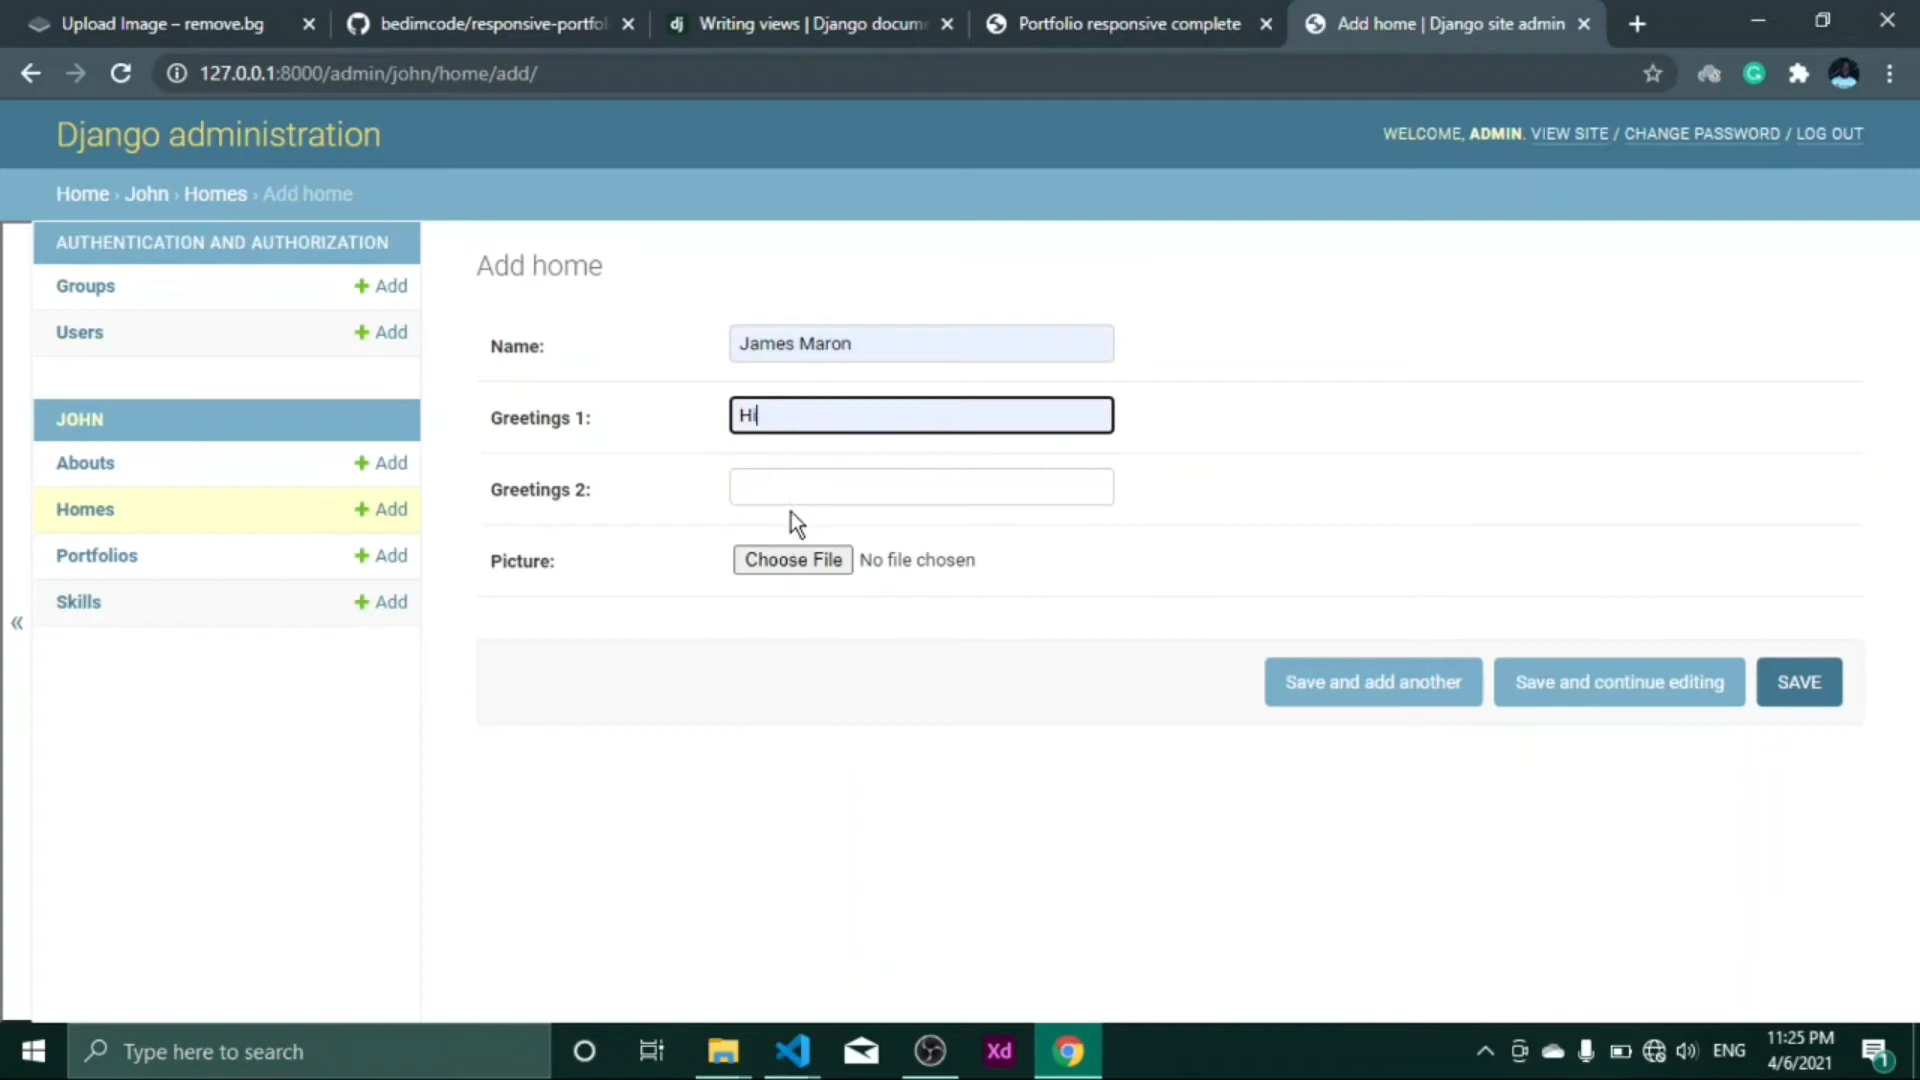 Upload Image – remove.bg
bedimcode/responsive-portfol
dj Writing views | Django docum
Portfolio responsive complete
Add home | Django site admin
127.0.0.1:8000/admin/john/home/add/
Django administration
WELCOME, ADMIN. VIEW SITE / CHANGE PASSWORD / LOG OUT
Home › John › Homes › Add home
AUTHENTICATION AND AUTHORIZATION
Groups + Add
Users + Add
JOHN
Abouts + Add
Homes + Add
Portfolios + Add
Skills + Add
«
Add home
Name: James Maron
Greetings 1: Hi
Greetings 2:
Picture: Choose File No file chosen
Save and add another Save and continue editing SAVE
Type here to search
Xd
ENG
11:25 PM
4/6/2021
1